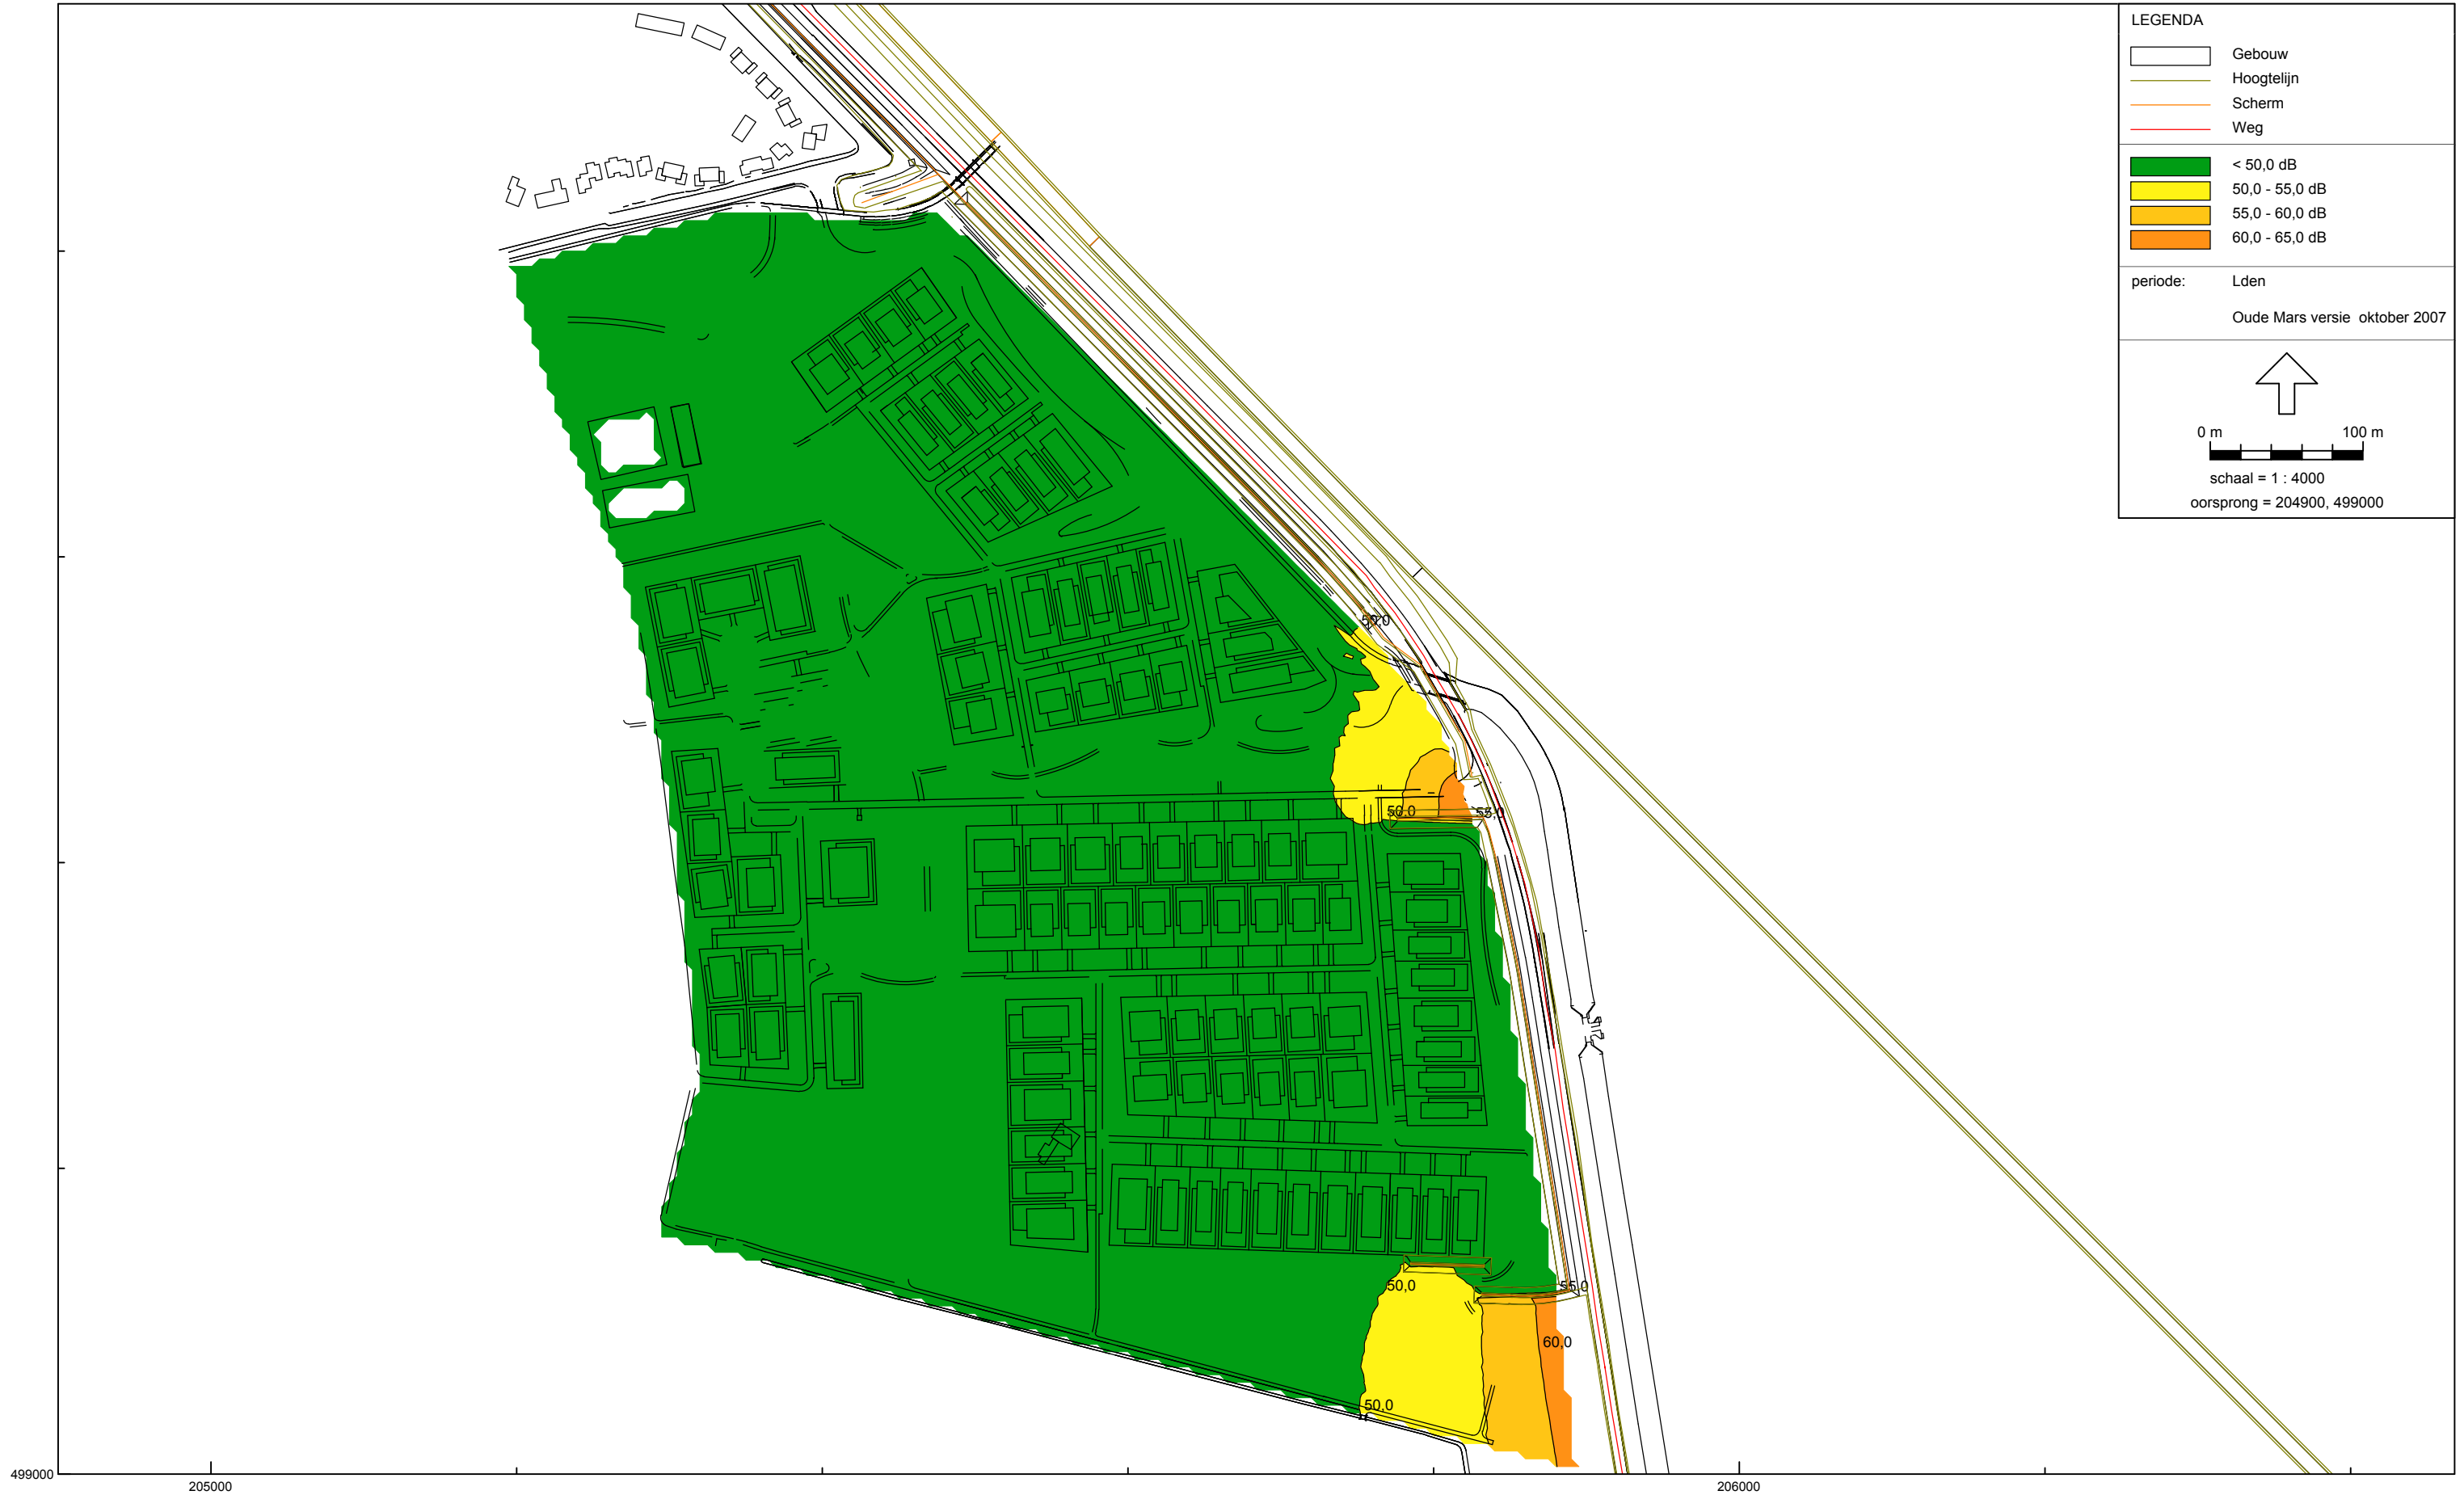 LEGENDA
Gebouw
Hoogtelijn
Scherm
Weg
< 50,0 dB
50,0 - 55,0 dB
55,0 - 60,0 dB
60,0 - 65,0 dB
periode: Lden
Oude Mars versie oktober 2007
0 m 100 m
schaal = 1 : 4000
oorsprong = 204900, 499000
50,0
50,0 55,0
50,0 55,0
60,0
50,0
499000
205000 206000